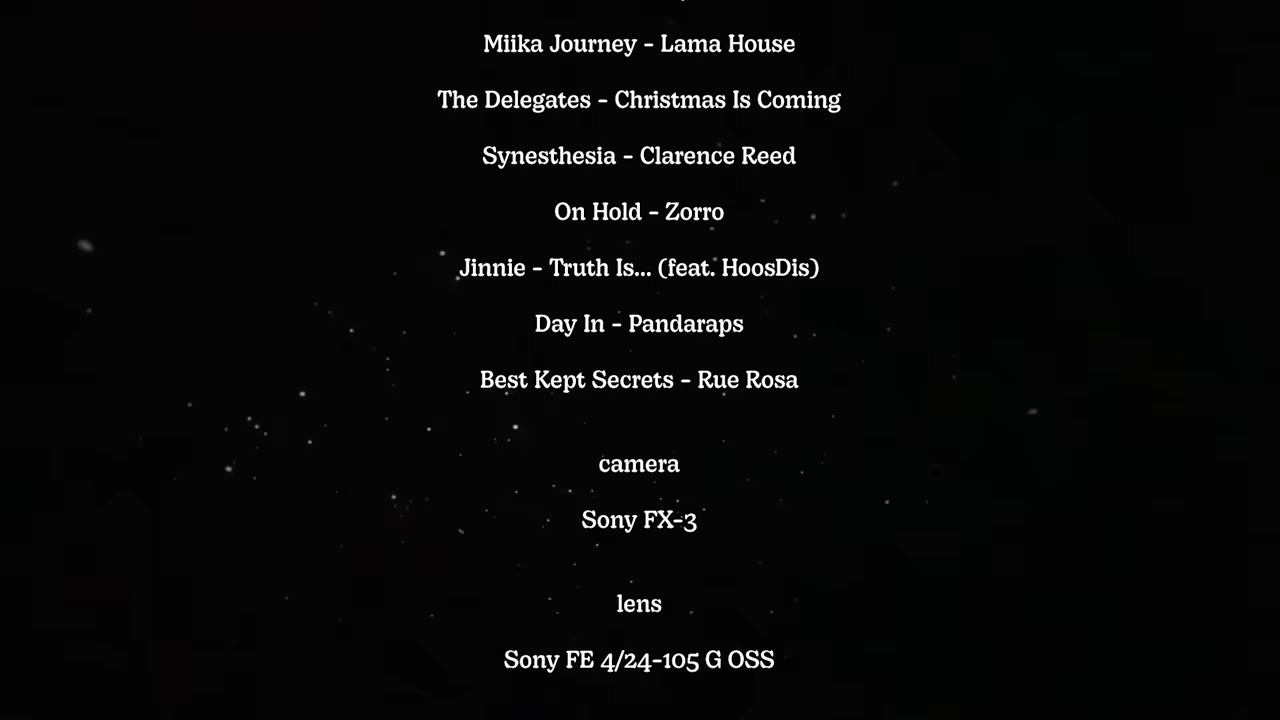 Miika Journey - Lama House
The Delegates - Christmas Is Coming
Synesthesia - Clarence Reed
On Hold - Zorro
Jinnie - Truth Is... (feat. HoosDis)
Day In - Pandaraps
Best Kept Secrets - Rue Rosa
camera
Sony FX-3
lens
Sony FE 4/24-105 G OSS